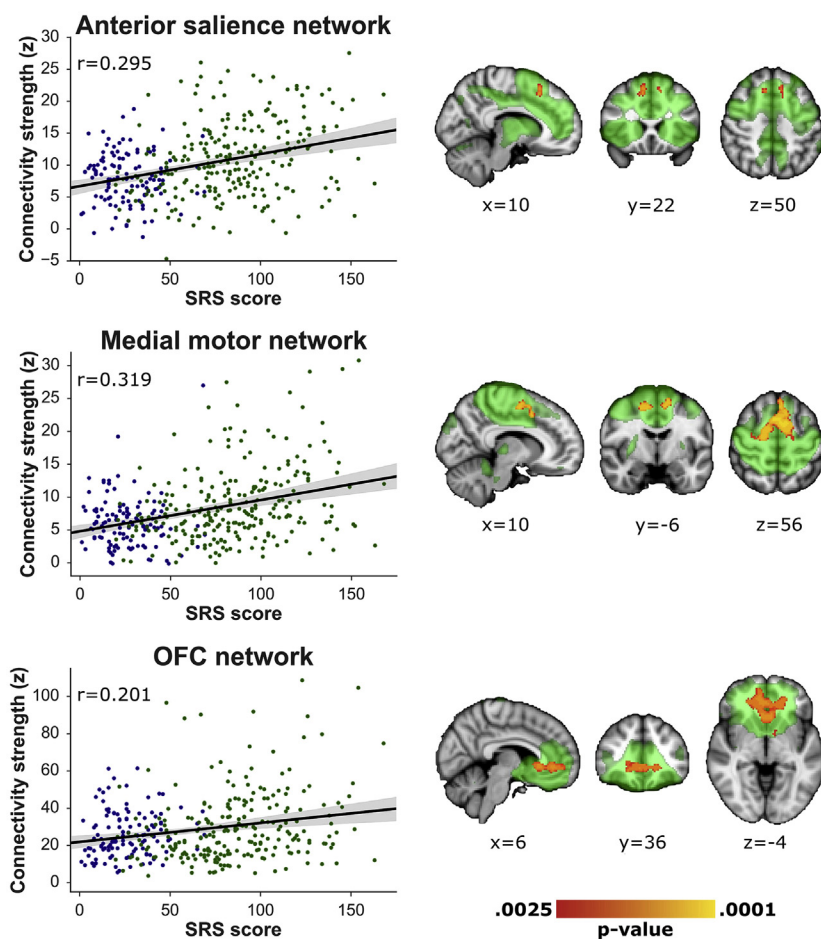 Anterior salience network
Connectivity strength (z)
30
25
20
15
10
5
0
−5
r=0.295
0 50 100 150
SRS score
x=10 y=22 z=50
Medial motor network
Connectivity strength (z)
30
25
20
15
10
5
0
r=0.319
0 50 100 150
SRS score
x=10 y=-6 z=56
OFC network
Connectivity strength (z)
100
80
60
40
20
0
r=0.201
0 50 100 150
SRS score
x=6 y=36 z=-4
.0025 .0001
p-value